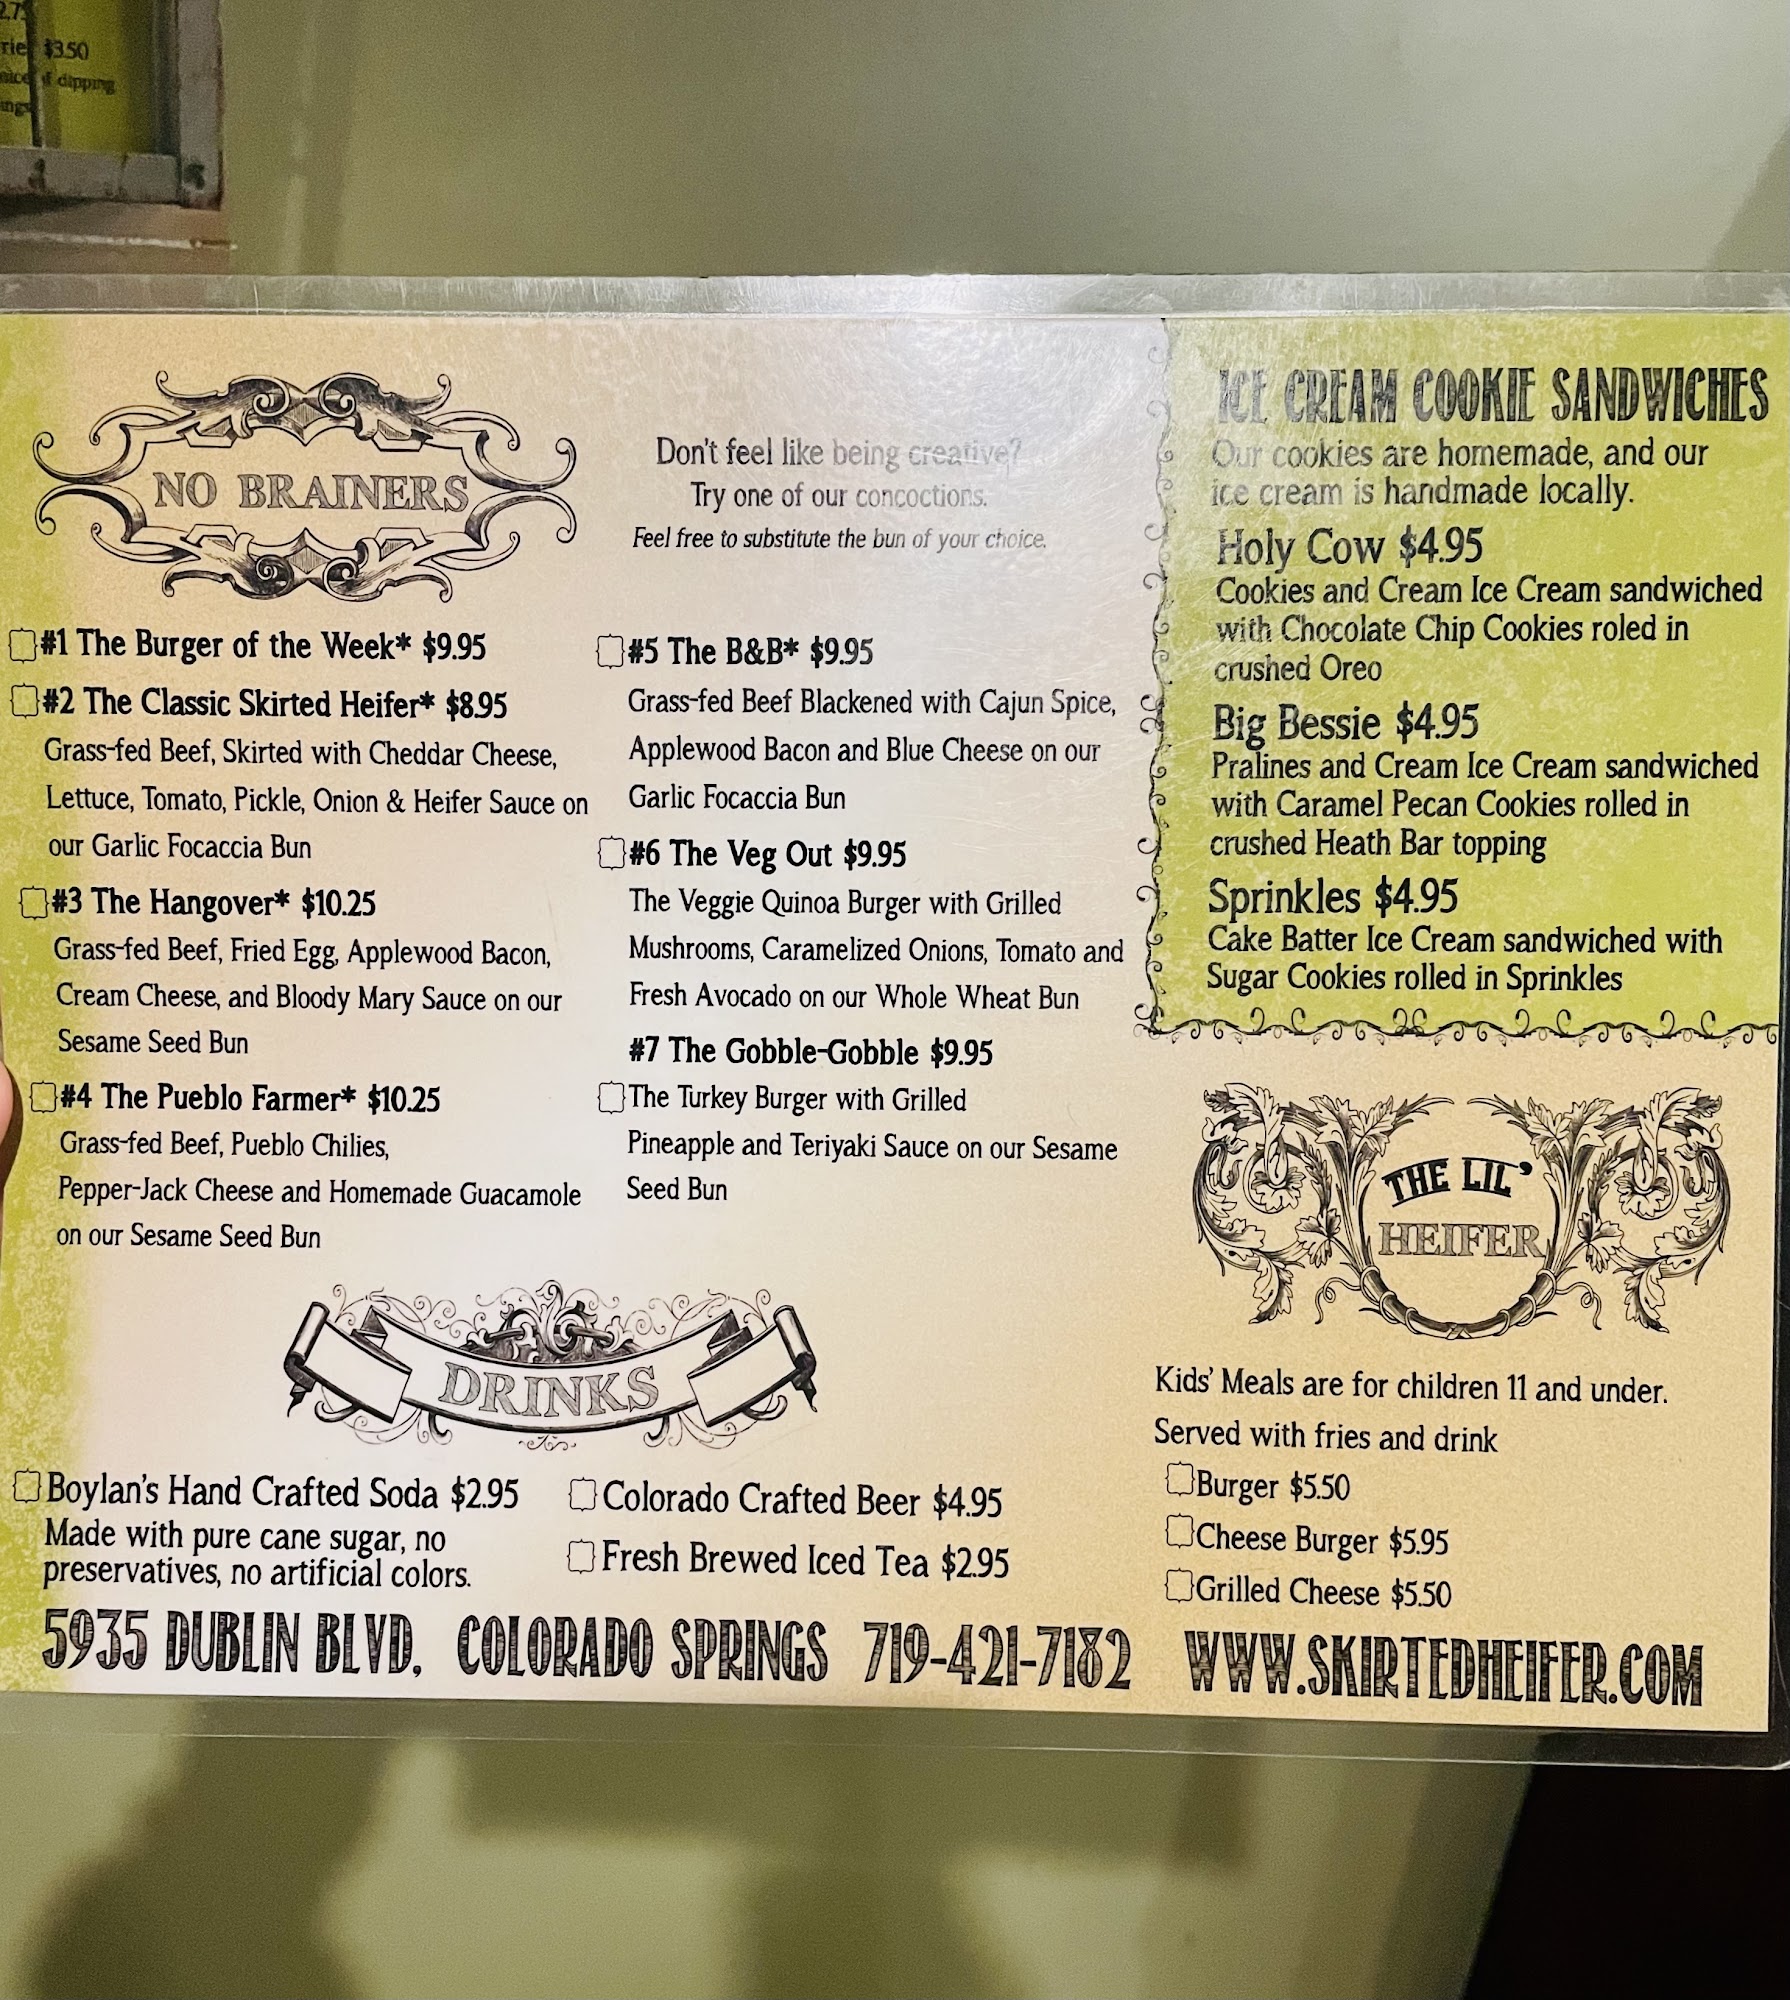 2.7
rie $3.50
nice if dipping
ings
NO BRAINERS
Don't feel like being creative?
Try one of our concoctions.
Feel free to substitute the bun of your choice.
#1 The Burger of the Week* $9.95
#2 The Classic Skirted Heifer* $8.95
Grass-fed Beef, Skirted with Cheddar Cheese,
Lettuce, Tomato, Pickle, Onion & Heifer Sauce on
our Garlic Focaccia Bun
#3 The Hangover* $10.25
Grass-fed Beef, Fried Egg, Applewood Bacon,
Cream Cheese, and Bloody Mary Sauce on our
Sesame Seed Bun
#4 The Pueblo Farmer* $10.25
Grass-fed Beef, Pueblo Chilies,
Pepper-Jack Cheese and Homemade Guacamole
on our Sesame Seed Bun
#5 The B&B* $9.95
Grass-fed Beef Blackened with Cajun Spice,
Applewood Bacon and Blue Cheese on our
Garlic Focaccia Bun
#6 The Veg Out $9.95
The Veggie Quinoa Burger with Grilled
Mushrooms, Caramelized Onions, Tomato and
Fresh Avocado on our Whole Wheat Bun
#7 The Gobble-Gobble $9.95
The Turkey Burger with Grilled
Pineapple and Teriyaki Sauce on our Sesame
Seed Bun
DRINKS
Boylan's Hand Crafted Soda $2.95
Made with pure cane sugar, no
preservatives, no artificial colors.
Colorado Crafted Beer $4.95
Fresh Brewed Iced Tea $2.95
ICE CREAM COOKIE SANDWICHES
Our cookies are homemade, and our
ice cream is handmade locally.
Holy Cow $4.95
Cookies and Cream Ice Cream sandwiched
with Chocolate Chip Cookies roled in
crushed Oreo
Big Bessie $4.95
Pralines and Cream Ice Cream sandwiched
with Caramel Pecan Cookies rolled in
crushed Heath Bar topping
Sprinkles $4.95
Cake Batter Ice Cream sandwiched with
Sugar Cookies rolled in Sprinkles
THE LIL'
HEIFER
Kids' Meals are for children 11 and under.
Served with fries and drink
Burger $5.50
Cheese Burger $5.95
Grilled Cheese $5.50
5935 DUBLIN BLVD, COLORADO SPRINGS 719-421-7182 WWW.SKIRTEDHEIFER.COM